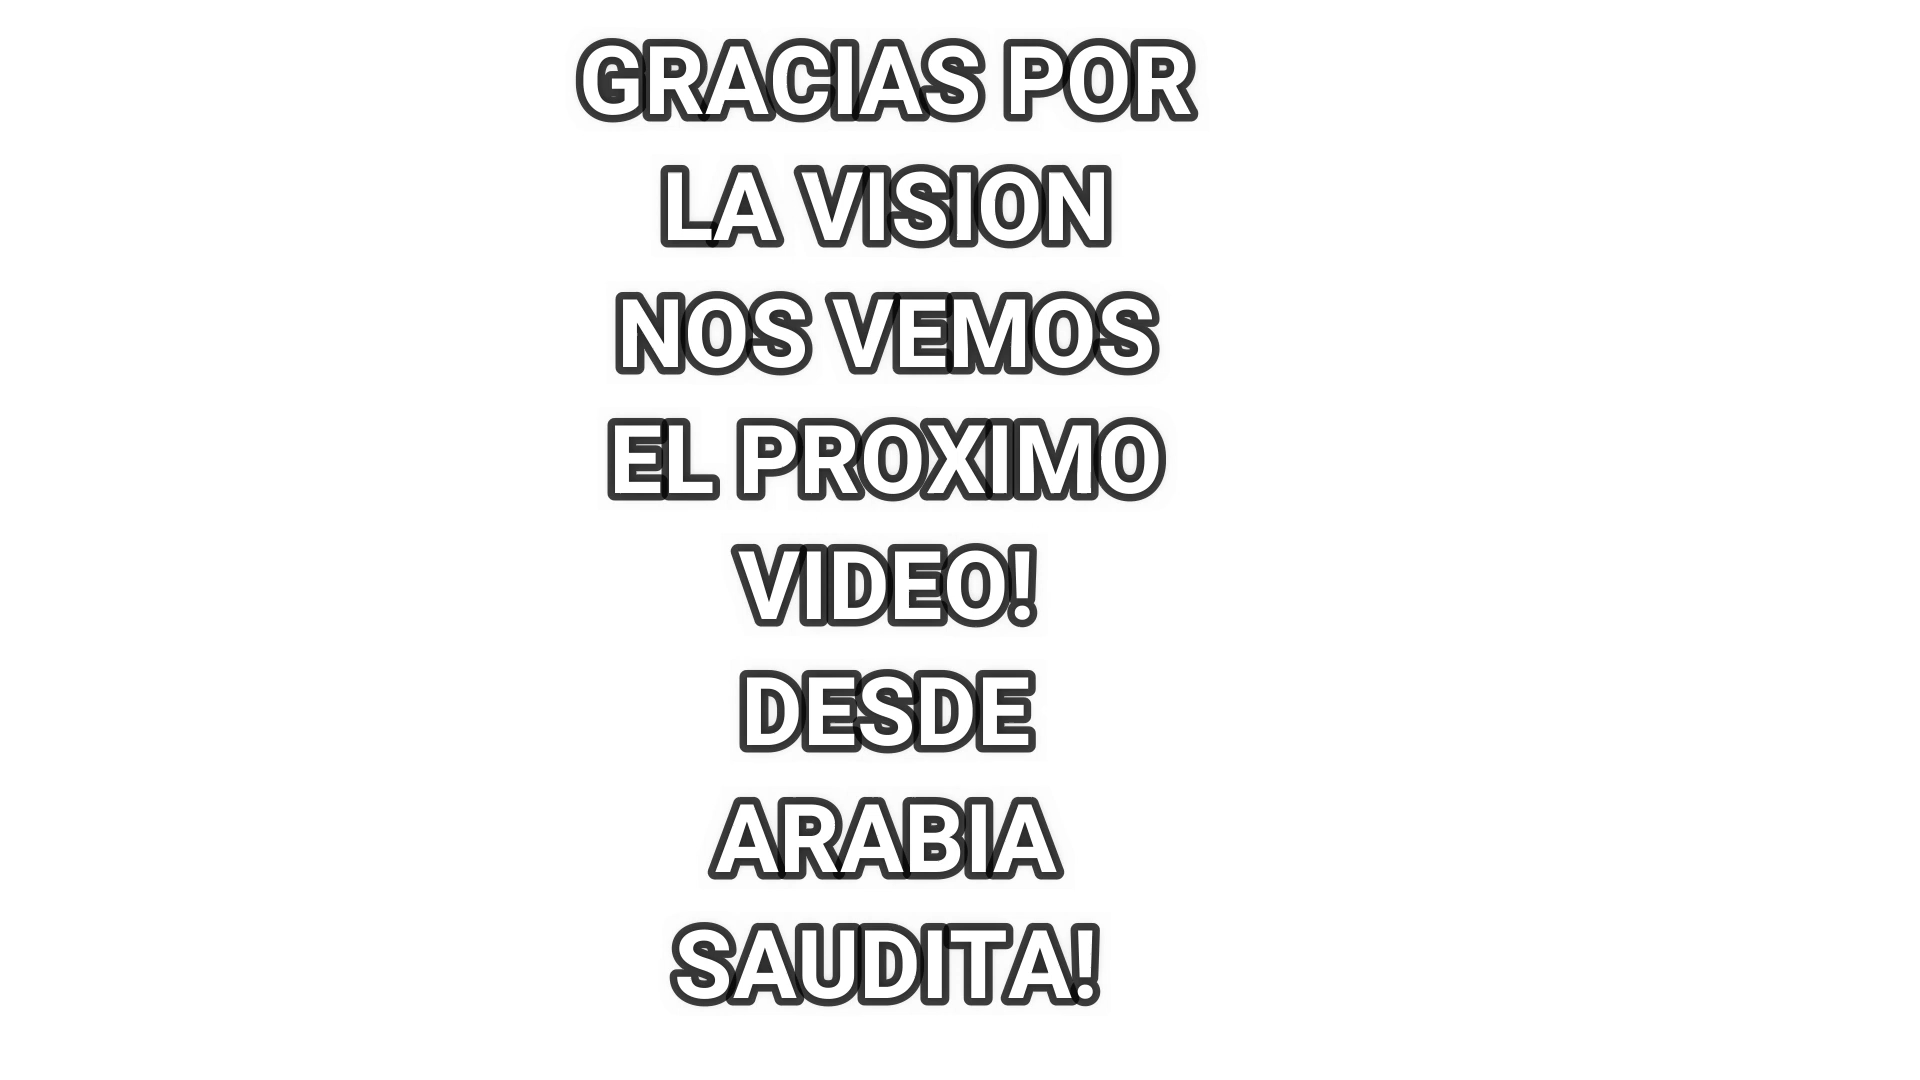 GRACIAS POR
LA VISION
NOS VEMOS
EL PROXIMO
VIDEO!
DESDE
ARABIA
SAUDITA!